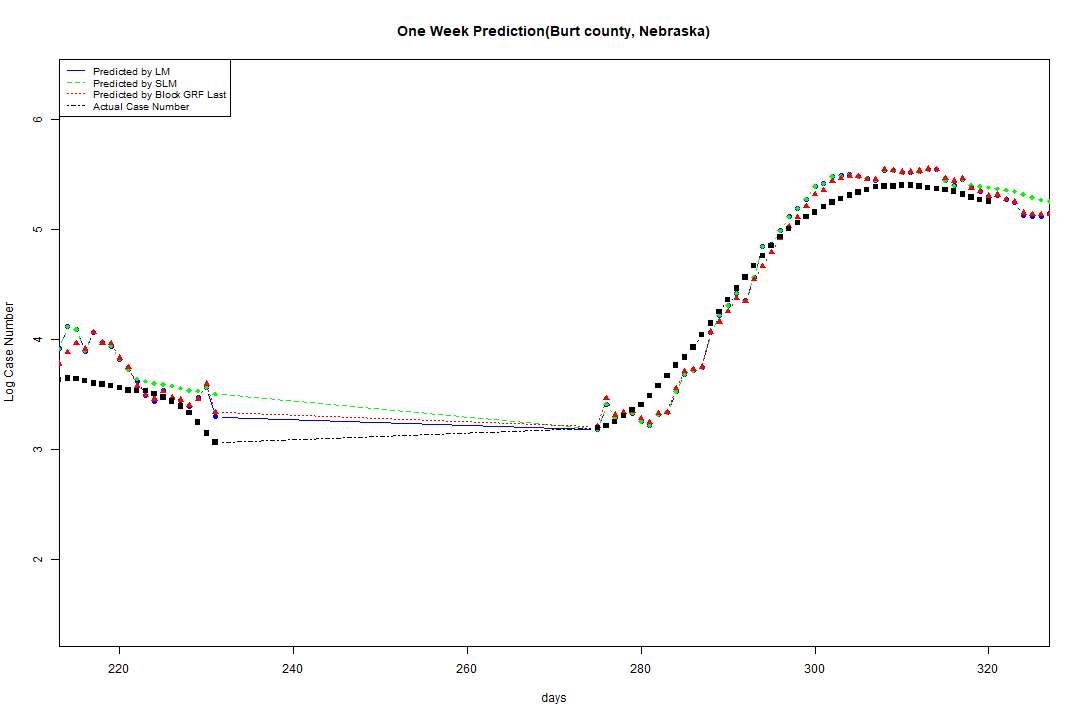 One Week Prediction(Burt county, Nebraska)
Predicted by LM
Predicted by SLM
Predicted by Block GRF Last
Actual Case Number
6
5
4
3
2
Log Case Number
220 240 260 280 300 320
days